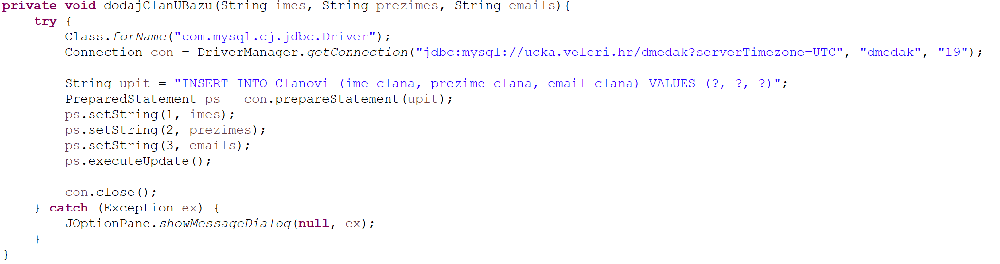 private void dodajClanUBazu(String imes, String prezimes, String emails){
    try {
        Class.forName("com.mysql.cj.jdbc.Driver");
        Connection con = DriverManager.getConnection("jdbc:mysql://ucka.veleri.hr/dmedak?serverTimezone=UTC", "dmedak", "19");
        String upit = "INSERT INTO Clanovi (ime_clana, prezime_clana, email_clana) VALUES (?, ?, ?)";
        PreparedStatement ps = con.prepareStatement(upit);
        ps.setString(1, imes);
        ps.setString(2, prezimes);
        ps.setString(3, emails);
        ps.executeUpdate();
        con.close();
    } catch (Exception ex) {
        JOptionPane.showMessageDialog(null, ex);
    }
}